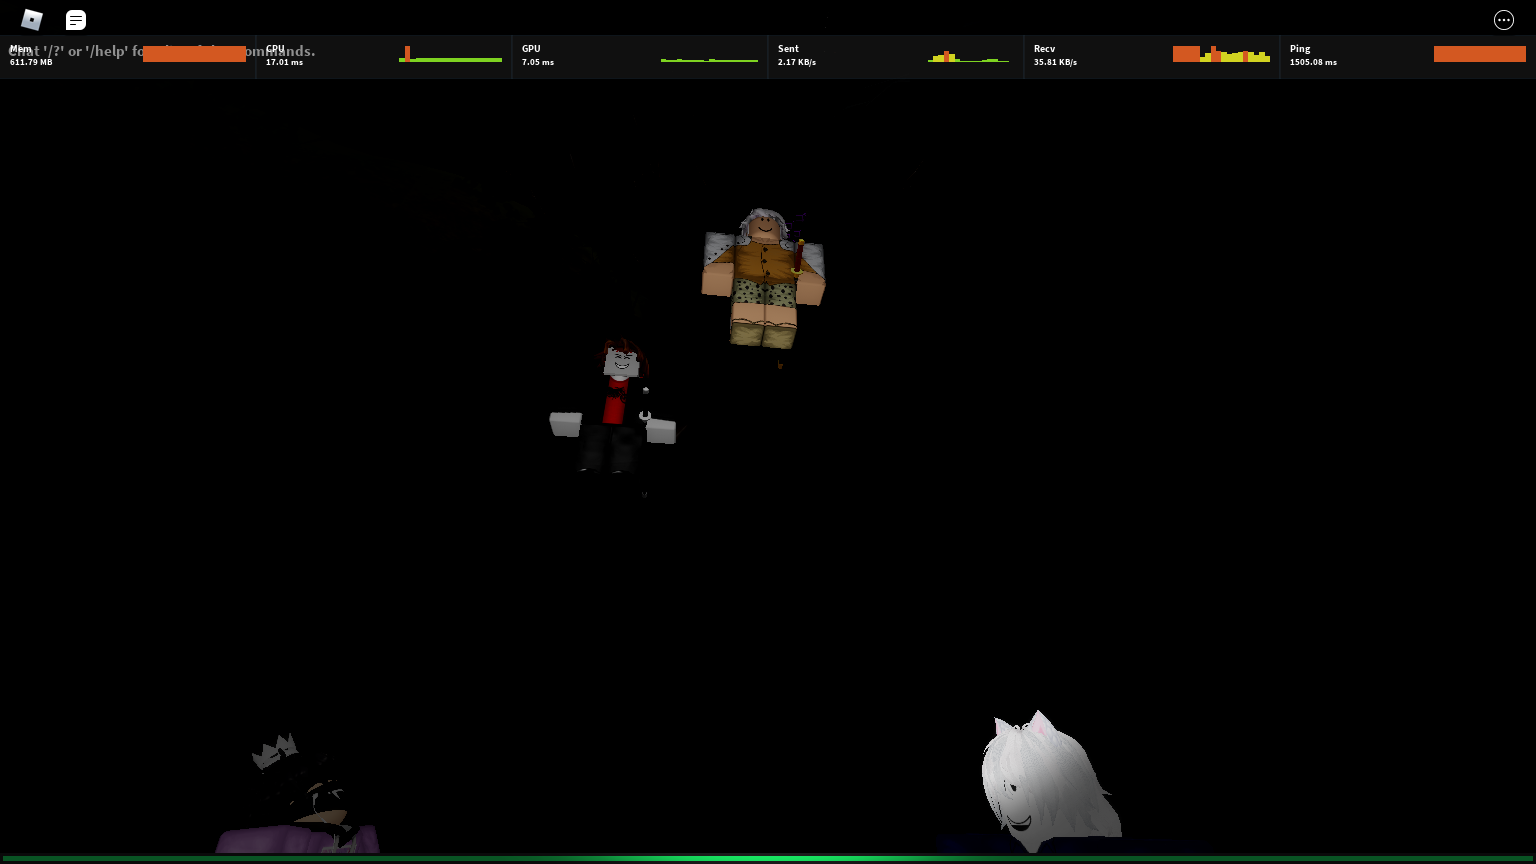 Chat '/?' or '/help' fo ommands.
Mem
611.79 MB
CPU
17.01 ms
GPU
7.05 ms
Sent
2.17 KB/s
Recv
35.81 KB/s
Ping
1505.08 ms